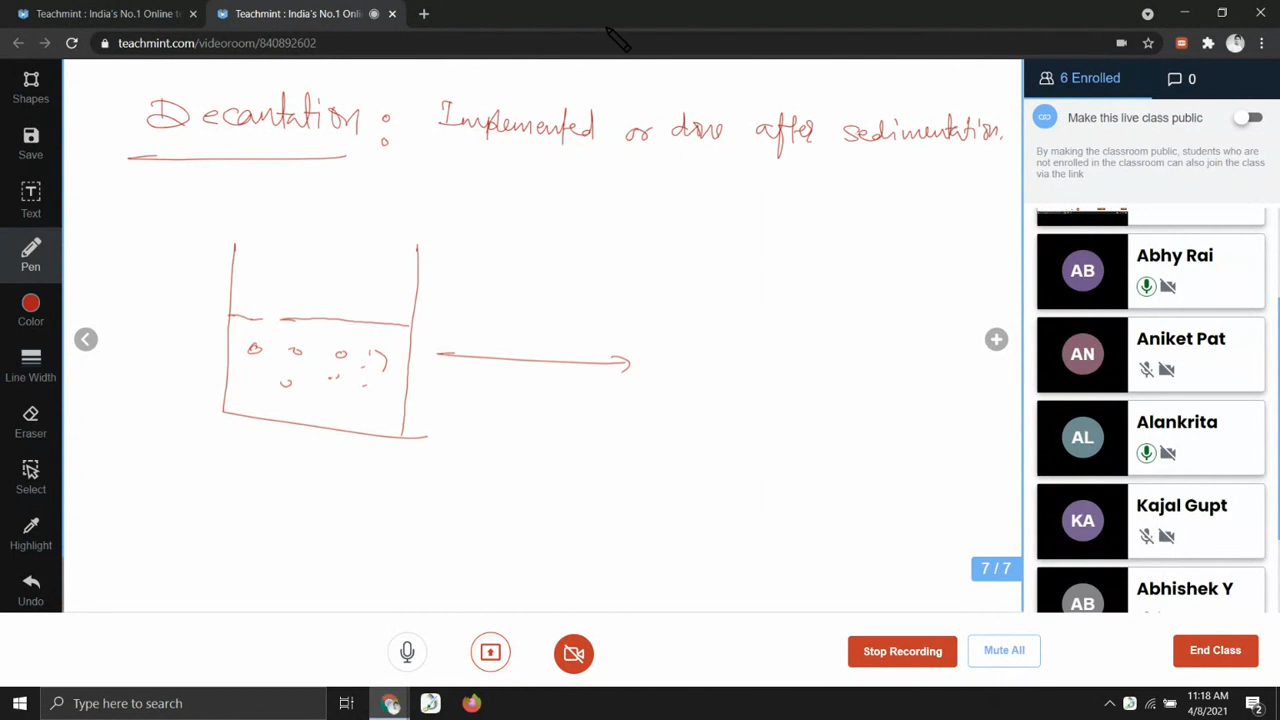 Teachmint : India's No.1 Online t
Teachmint : India's No.1 Onli
teachmint.com/videoroom/840892602
Shapes
Save
Text
Pen
Color
Line Width
Eraser
Select
Highlight
Undo
Decantation : Implemented or done after sedimentation.
7 / 7
6 Enrolled
0
Make this live class public
By making the classroom public, students who are
not enrolled in the classroom can also join the class
via the link
AB
Abhy Rai
AN
Aniket Pat
AL
Alankrita
KA
Kajal Gupt
AB
Abhishek Y
Stop Recording
Mute All
End Class
Type here to search
11:18 AM
4/8/2021
2